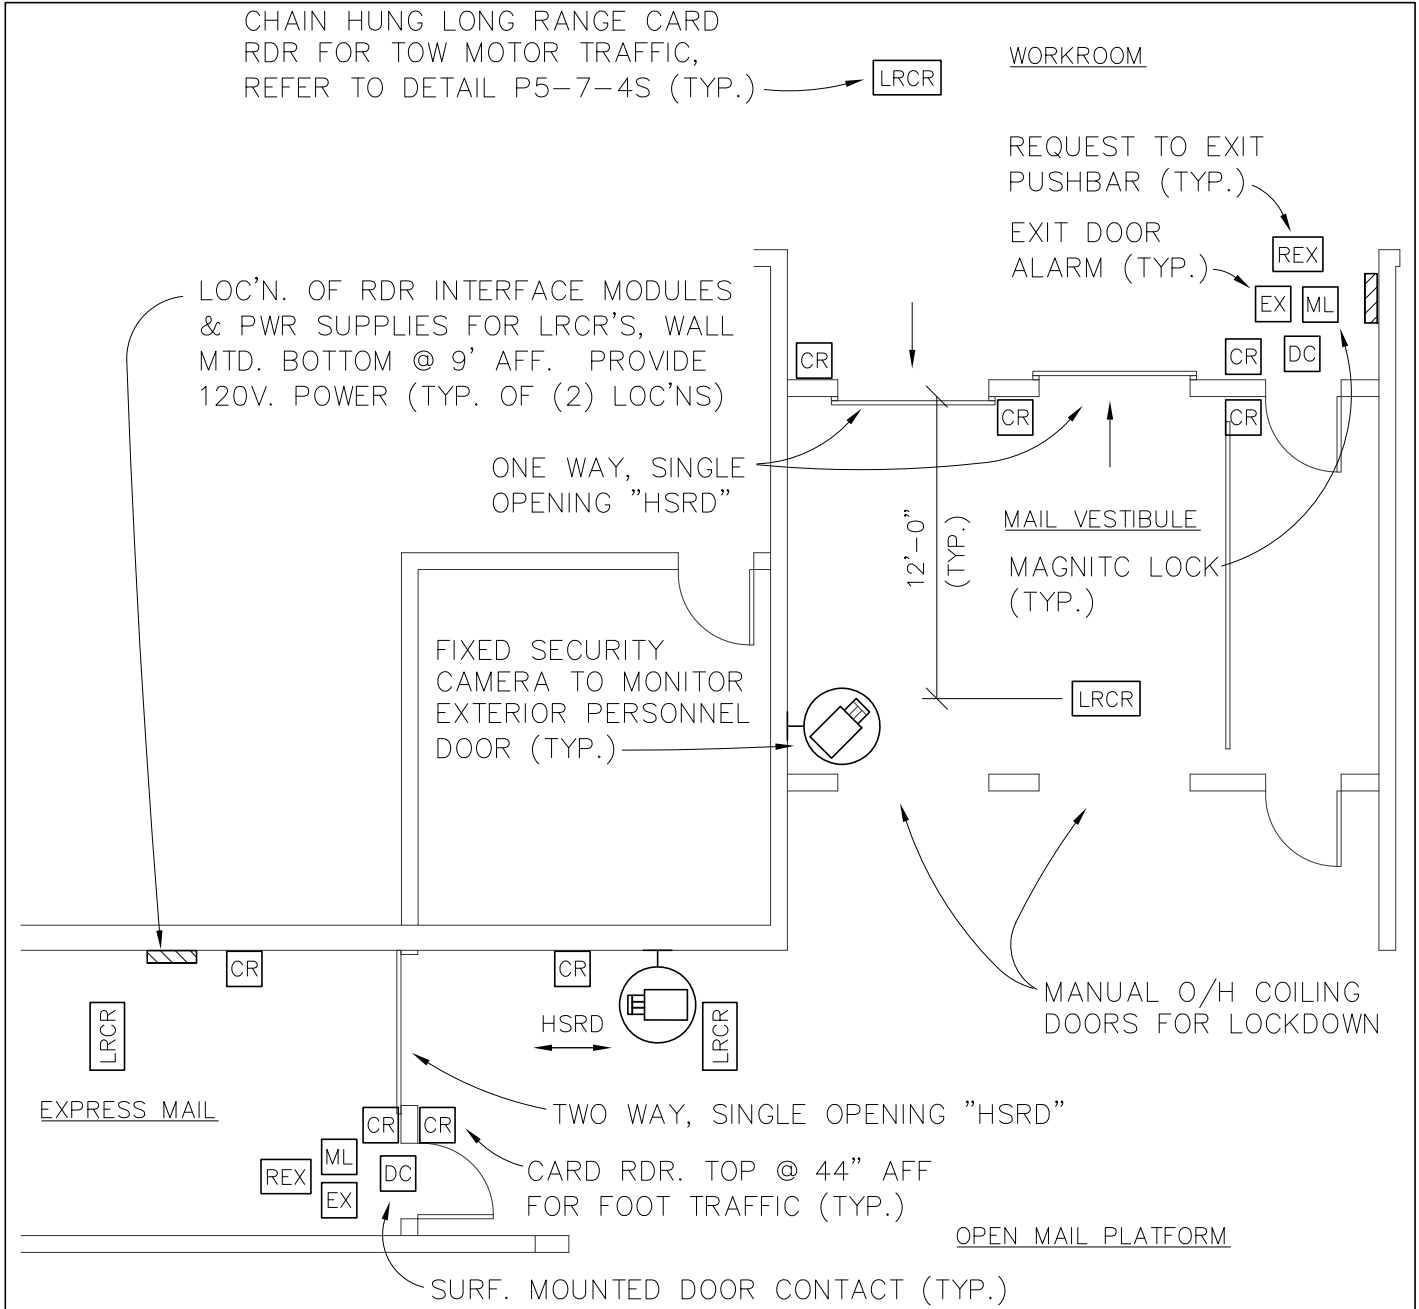 CHAIN HUNG LONG RANGE CARD
RDR FOR TOW MOTOR TRAFFIC,
REFER TO DETAIL P5-7-4S (TYP.)
LRCR
WORKROOM
REQUEST TO EXIT
PUSHBAR (TYP.)
REX
EXIT DOOR
ALARM (TYP.)
EX
ML
LOC'N. OF RDR INTERFACE MODULES
& PWR SUPPLIES FOR LRCR'S, WALL
MTD. BOTTOM @ 9' AFF. PROVIDE
120V. POWER (TYP. OF (2) LOC'NS)
CR
CR
DC
CR
CR
ONE WAY, SINGLE
OPENING "HSRD"
12'-0"
(TYP.)
MAIL VESTIBULE
MAGNITC LOCK
(TYP.)
FIXED SECURITY
CAMERA TO MONITOR
EXTERIOR PERSONNEL
DOOR (TYP.)
LRCR
CR
CR
LRCR
HSRD
LRCR
MANUAL O/H COILING
DOORS FOR LOCKDOWN
EXPRESS MAIL
TWO WAY, SINGLE OPENING "HSRD"
CR
CR
ML
REX
DC
EX
CARD RDR. TOP @ 44" AFF
FOR FOOT TRAFFIC (TYP.)
OPEN MAIL PLATFORM
SURF. MOUNTED DOOR CONTACT (TYP.)